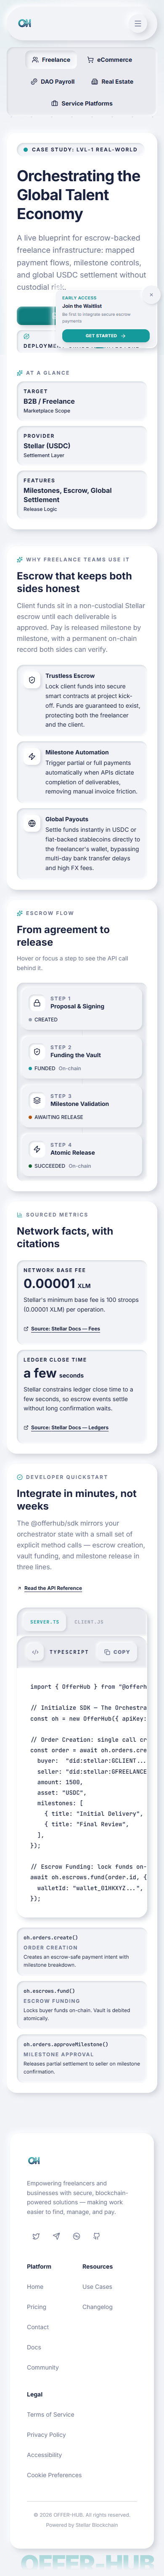 OH
Freelance
eCommerce
DAO Payroll
Real Estate
Service Platforms
CASE STUDY: LVL-1 REAL-WORLD
Orchestrating the
Global Talent
Economy
A live blueprint for escrow-backed
freelance infrastructure: mapped
payment flows, milestone controls,
and global USDC settlement without
custodial risk.
EARLY ACCESS
Join the Waitlist
Be first to integrate secure escrow
payments
GET STARTED
AT A GLANCE
TARGET
B2B / Freelance
Marketplace Scope
PROVIDER
Stellar (USDC)
Settlement Layer
FEATURES
Milestones, Escrow, Global
Settlement
Release Logic
WHY FREELANCE TEAMS USE IT
Escrow that keeps both
sides honest
Client funds sit in a non-custodial Stellar
escrow until each deliverable is
approved. Pay is released milestone by
milestone, with a permanent on-chain
record both sides can verify.
Trustless Escrow
Lock client funds into secure
smart contracts at project kick-
off. Funds are guaranteed to exist,
protecting both the freelancer
and the client.
Milestone Automation
Trigger partial or full payments
automatically when APIs dictate
completion of deliverables,
removing manual invoice friction.
Global Payouts
Settle funds instantly in USDC or
fiat-backed stablecoins directly to
the freelancer's wallet, bypassing
multi-day bank transfer delays
and high FX fees.
ESCROW FLOW
From agreement to
release
Hover or focus a step to see the API call
behind it.
STEP 1
Proposal & Signing
CREATED
STEP 2
Funding the Vault
FUNDED On-chain
STEP 3
Milestone Validation
AWAITING RELEASE
STEP 4
Atomic Release
SUCCEEDED On-chain
SOURCED METRICS
Network facts, with
citations
NETWORK BASE FEE
0.00001 XLM
Stellar's minimum base fee is 100 stroops
(0.00001 XLM) per operation.
Source: Stellar Docs — Fees
LEDGER CLOSE TIME
a few seconds
Stellar constrains ledger close time to a
few seconds, so escrow events settle
without long confirmation waits.
Source: Stellar Docs — Ledgers
DEVELOPER QUICKSTART
Integrate in minutes, not
weeks
The @offerhub/sdk mirrors your
orchestrator state with a small set of
explicit method calls — escrow creation,
vault funding, and milestone release in
three lines.
Read the API Reference
SERVER.TS
CLIENT.JS
TYPESCRIPT
COPY
import { OfferHub } from "@offerh
// Initialize SDK — The Orchestra
const oh = new OfferHub({ apiKey:
// Order Creation: single call cr
const order = await oh.orders.cre
buyer: "did:stellar:GCLIENT...
seller: "did:stellar:GFREELANCE
amount: 1500,
asset: "USDC",
milestones: [
{ title: "Initial Delivery",
{ title: "Final Review",
],
});
// Escrow Funding: lock funds on-
await oh.escrows.fund(order.id, {
walletId: "wallet_01HKXYZ...",
});
oh.orders.create()
ORDER CREATION
Creates an escrow-safe payment intent with
milestone breakdown.
oh.escrows.fund()
ESCROW FUNDING
Locks buyer funds on-chain. Vault is debited
atomically.
oh.orders.approveMilestone()
MILESTONE APPROVAL
Releases partial settlement to seller on milestone
confirmation.
OH
Empowering freelancers and
businesses with secure, blockchain-
powered solutions — making work
easier to find, manage, and pay.
Platform
Resources
Home
Use Cases
Pricing
Changelog
Contact
Docs
Community
Legal
Terms of Service
Privacy Policy
Accessibility
Cookie Preferences
© 2026 OFFER-HUB. All rights reserved.
Powered by Stellar Blockchain
OFFER-HUB